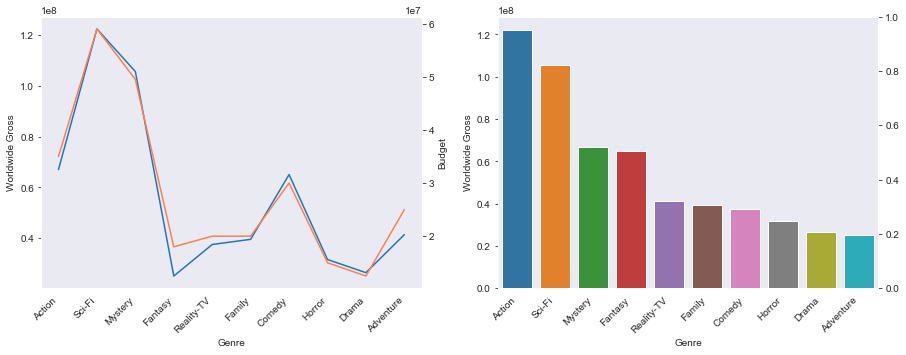 1e8
1e7
1.2
1.0
0.8
0.6
0.4
Worldwide Gross
6
5
4
3
2
Budget
Action
Sci-Fi
Mystery
Fantasy
Reality-TV
Family
Comedy
Horror
Drama
Adventure
Genre
1e8
1.2
1.0
0.8
0.6
0.4
0.2
0.0
Worldwide Gross
1.0
0.8
0.6
0.4
0.2
0.0
Action
Sci-Fi
Mystery
Fantasy
Reality-TV
Family
Comedy
Horror
Drama
Adventure
Genre